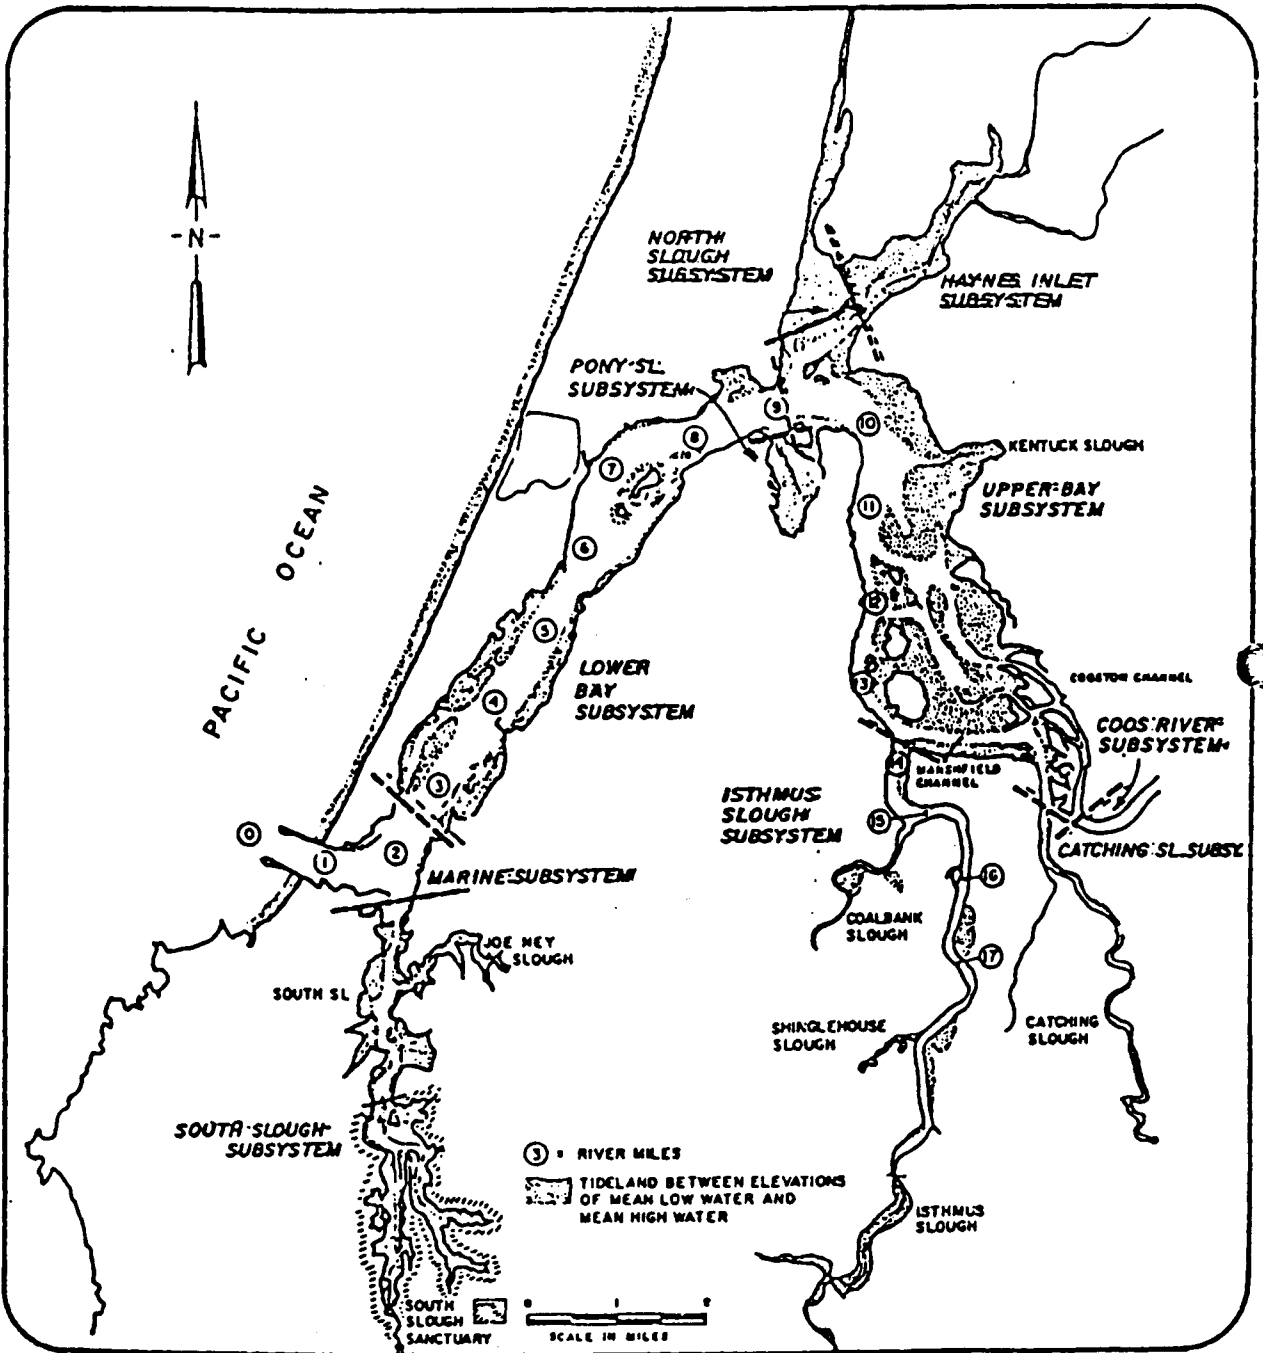 -N-
NORTH
SLOUGH
SUBSYSTEM
HAYNES INLET
SUBSYSTEM
PONY SL.
SUBSYSTEM
9
10
8
KENTUCK SLOUGH
7
UPPER BAY
SUBSYSTEM
11
PACIFIC OCEAN
6
12
5
LOWER
BAY
SUBSYSTEM
13
COOSTON CHANNEL
4
COOS RIVER
SUBSYSTEM
14
MARSHFIELD
CHANNEL
3
ISTHMUS
SLOUGH
SUBSYSTEM
15
0
1
2
CATCHING SL. SUBSY.
MARINE SUBSYSTEM
16
COALBANK
SLOUGH
JOE NEY
SLOUGH
17
SOUTH SL
SHINGLEHOUSE
SLOUGH
CATCHING
SLOUGH
SOUTH SLOUGH
SUBSYSTEM
3 = RIVER MILES
TIDELAND BETWEEN ELEVATIONS
OF MEAN LOW WATER AND
MEAN HIGH WATER
ISTHMUS
SLOUGH
SOUTH
SLOUGH
SANCTUARY
0 1 2
SCALE IN MILES